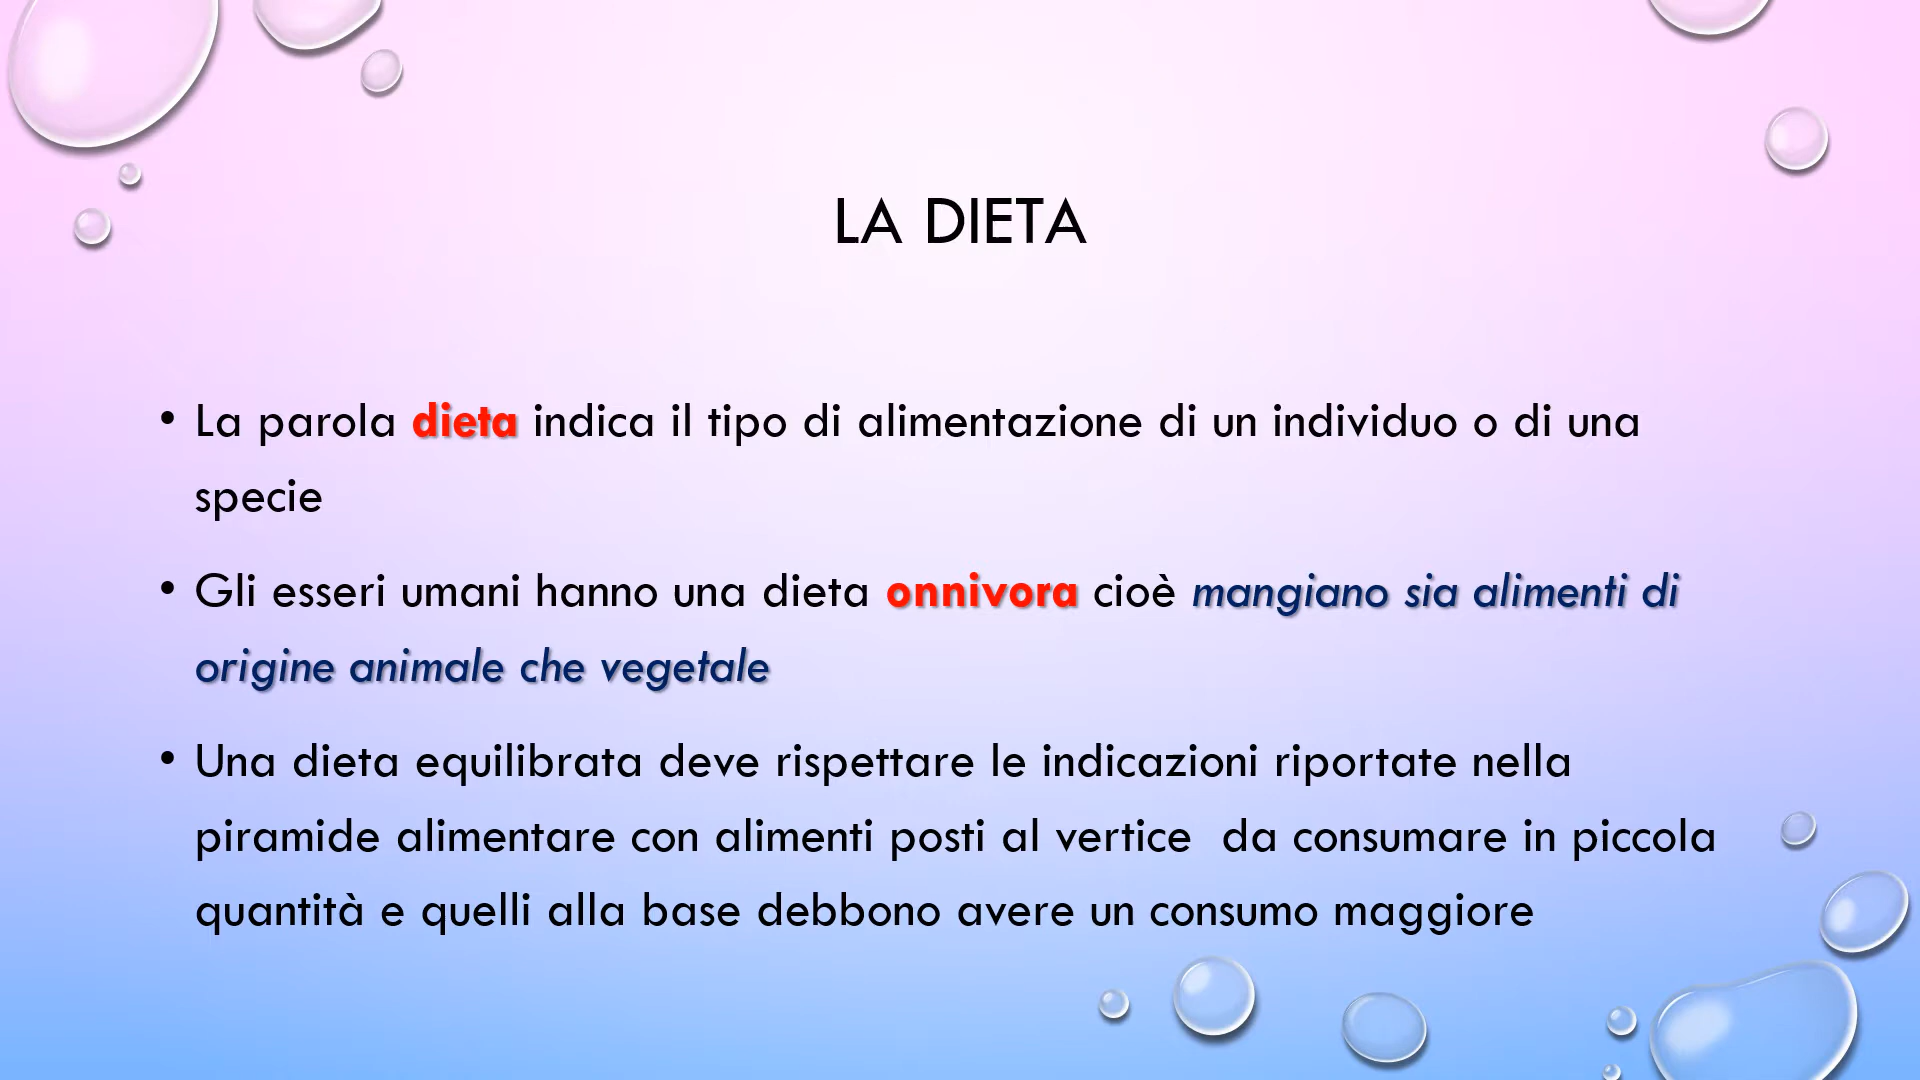 LA DIETA
• La parola dieta indica il tipo di alimentazione di un individuo o di una
specie
• Gli esseri umani hanno una dieta onnivora cioè mangiano sia alimenti di
origine animale che vegetale
• Una dieta equilibrata deve rispettare le indicazioni riportate nella
piramide alimentare con alimenti posti al vertice  da consumare in piccola
quantità e quelli alla base debbono avere un consumo maggiore